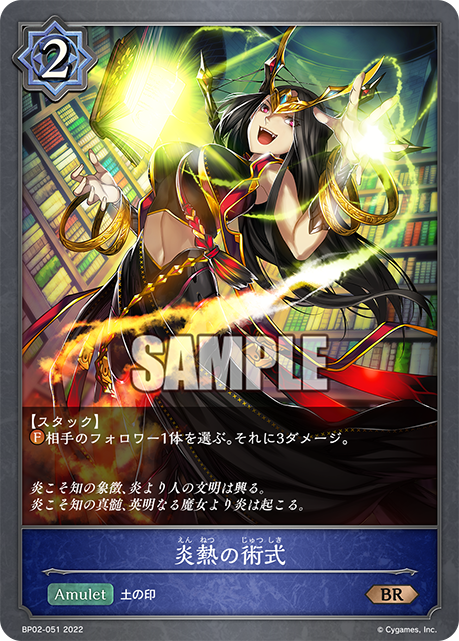 2
SAMPLE
【スタック】
F相手のフォロワー1体を選ぶ。それに3ダメージ。
炎こそ知の象徴、炎より人の文明は興る。
炎こそ知の真髄、英明なる魔女より炎は起こる。
えん ねつ じゅつ しき
炎熱の術式
Amulet 土の印 BR
BP02-051 2022 © Cygames, Inc.